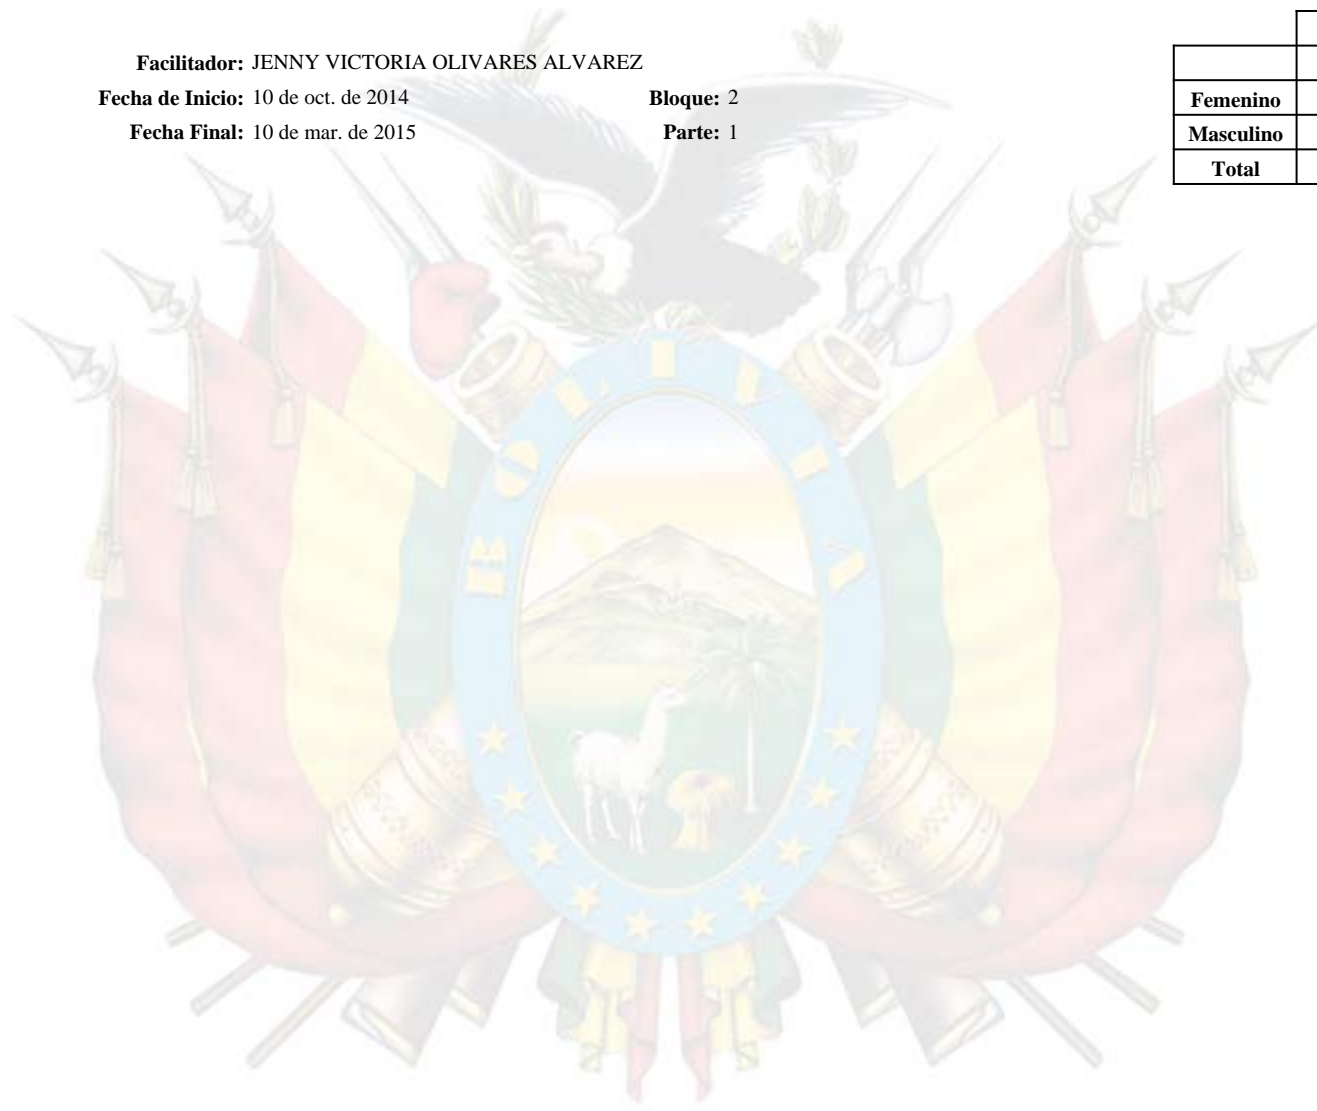 Facilitador: JENNY VICTORIA OLIVARES ALVAREZ
Fecha de Inicio: 10 de oct. de 2014 Bloque: 2
Fecha Final: 10 de mar. de 2015 Parte: 1
Femenino
Masculino
Total
BOLIVIA